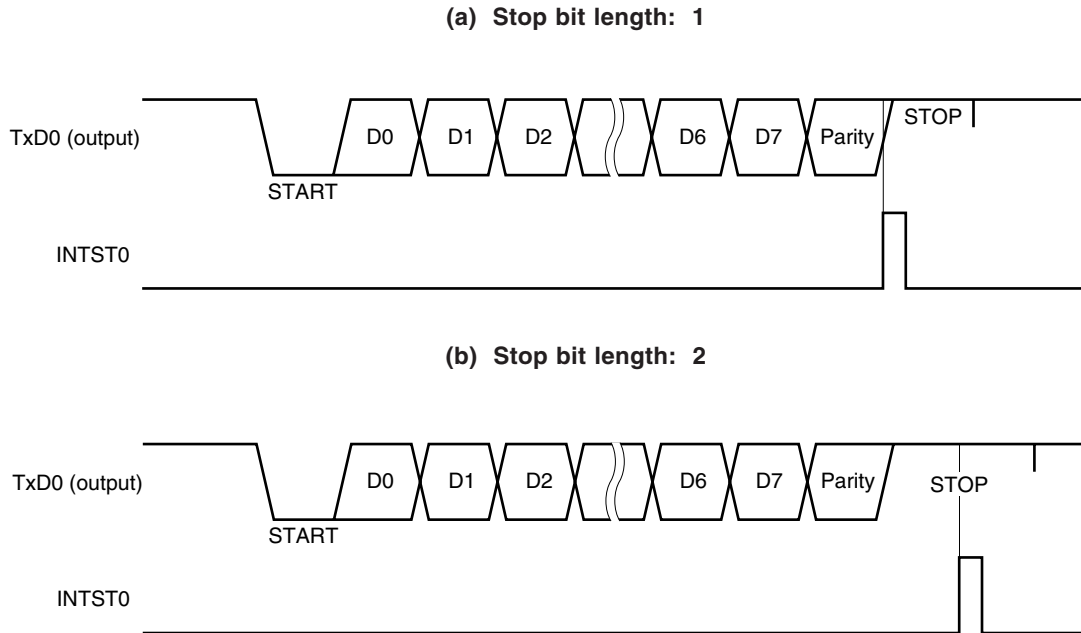 (a) Stop bit length: 1
TxD0 (output)
D0 D1 D2 D6 D7 Parity STOP
START
INTST0
(b) Stop bit length: 2
TxD0 (output)
D0 D1 D2 D6 D7 Parity STOP
START
INTST0